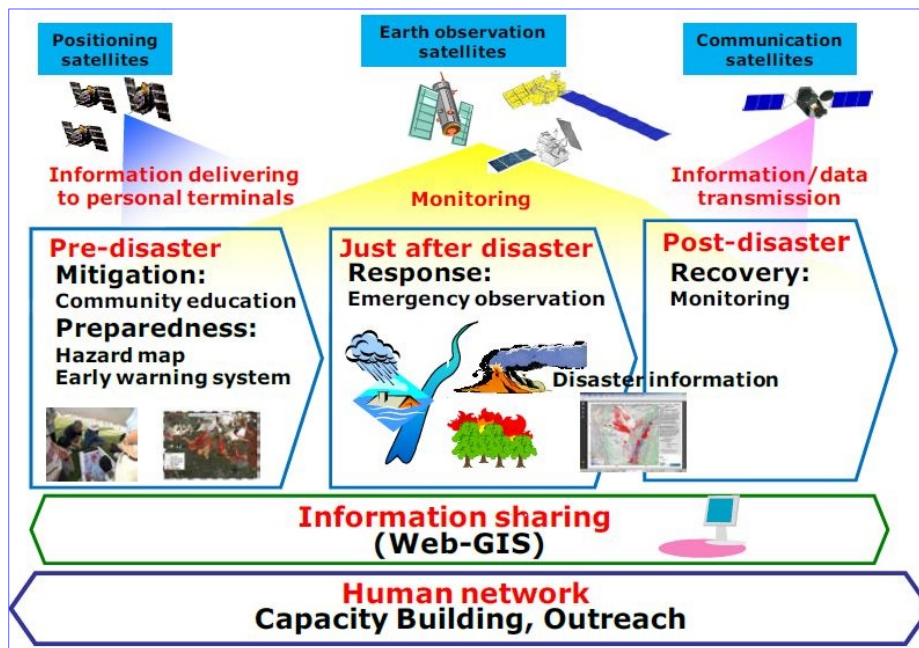 Positioning
satellites
Earth observation
satellites
Communication
satellites
Information delivering
to personal terminals
Monitoring
Information/data
transmission
Pre-disaster
Mitigation:
Community education
Preparedness:
Hazard map
Early warning system
Just after disaster
Response:
Emergency observation
Disaster information
Post-disaster
Recovery:
Monitoring
Information sharing
(Web-GIS)
Human network
Capacity Building, Outreach